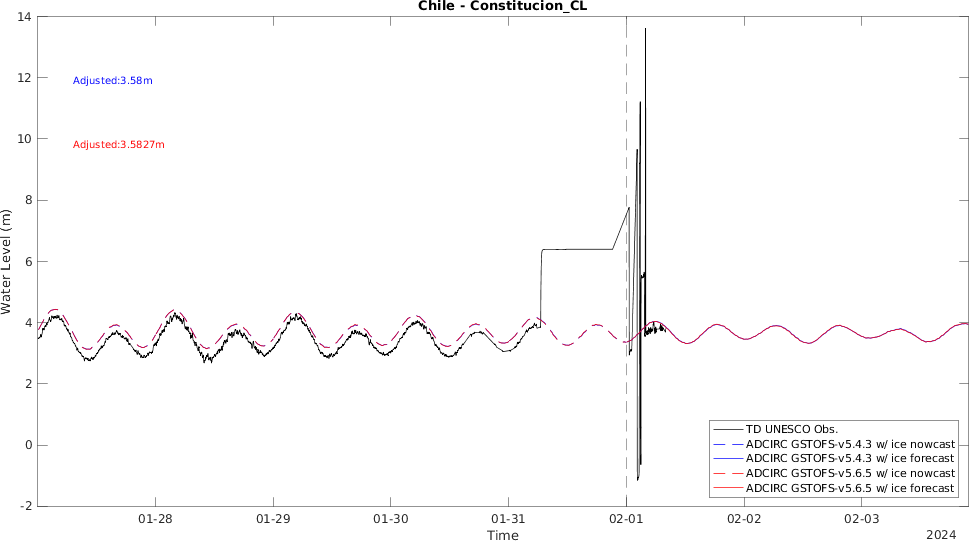 Chile - Constitucion_CL
14
12
10
8
6
4
2
0
-2
Water Level (m)
Adjusted:3.58m
Adjusted:3.5827m
TD UNESCO Obs.
ADCIRC GSTOFS-v5.4.3 w/ ice nowcast
ADCIRC GSTOFS-v5.4.3 w/ ice forecast
ADCIRC GSTOFS-v5.6.5 w/ ice nowcast
ADCIRC GSTOFS-v5.6.5 w/ ice forecast
01-28 01-29 01-30 01-31 02-01 02-02 02-03
Time
2024